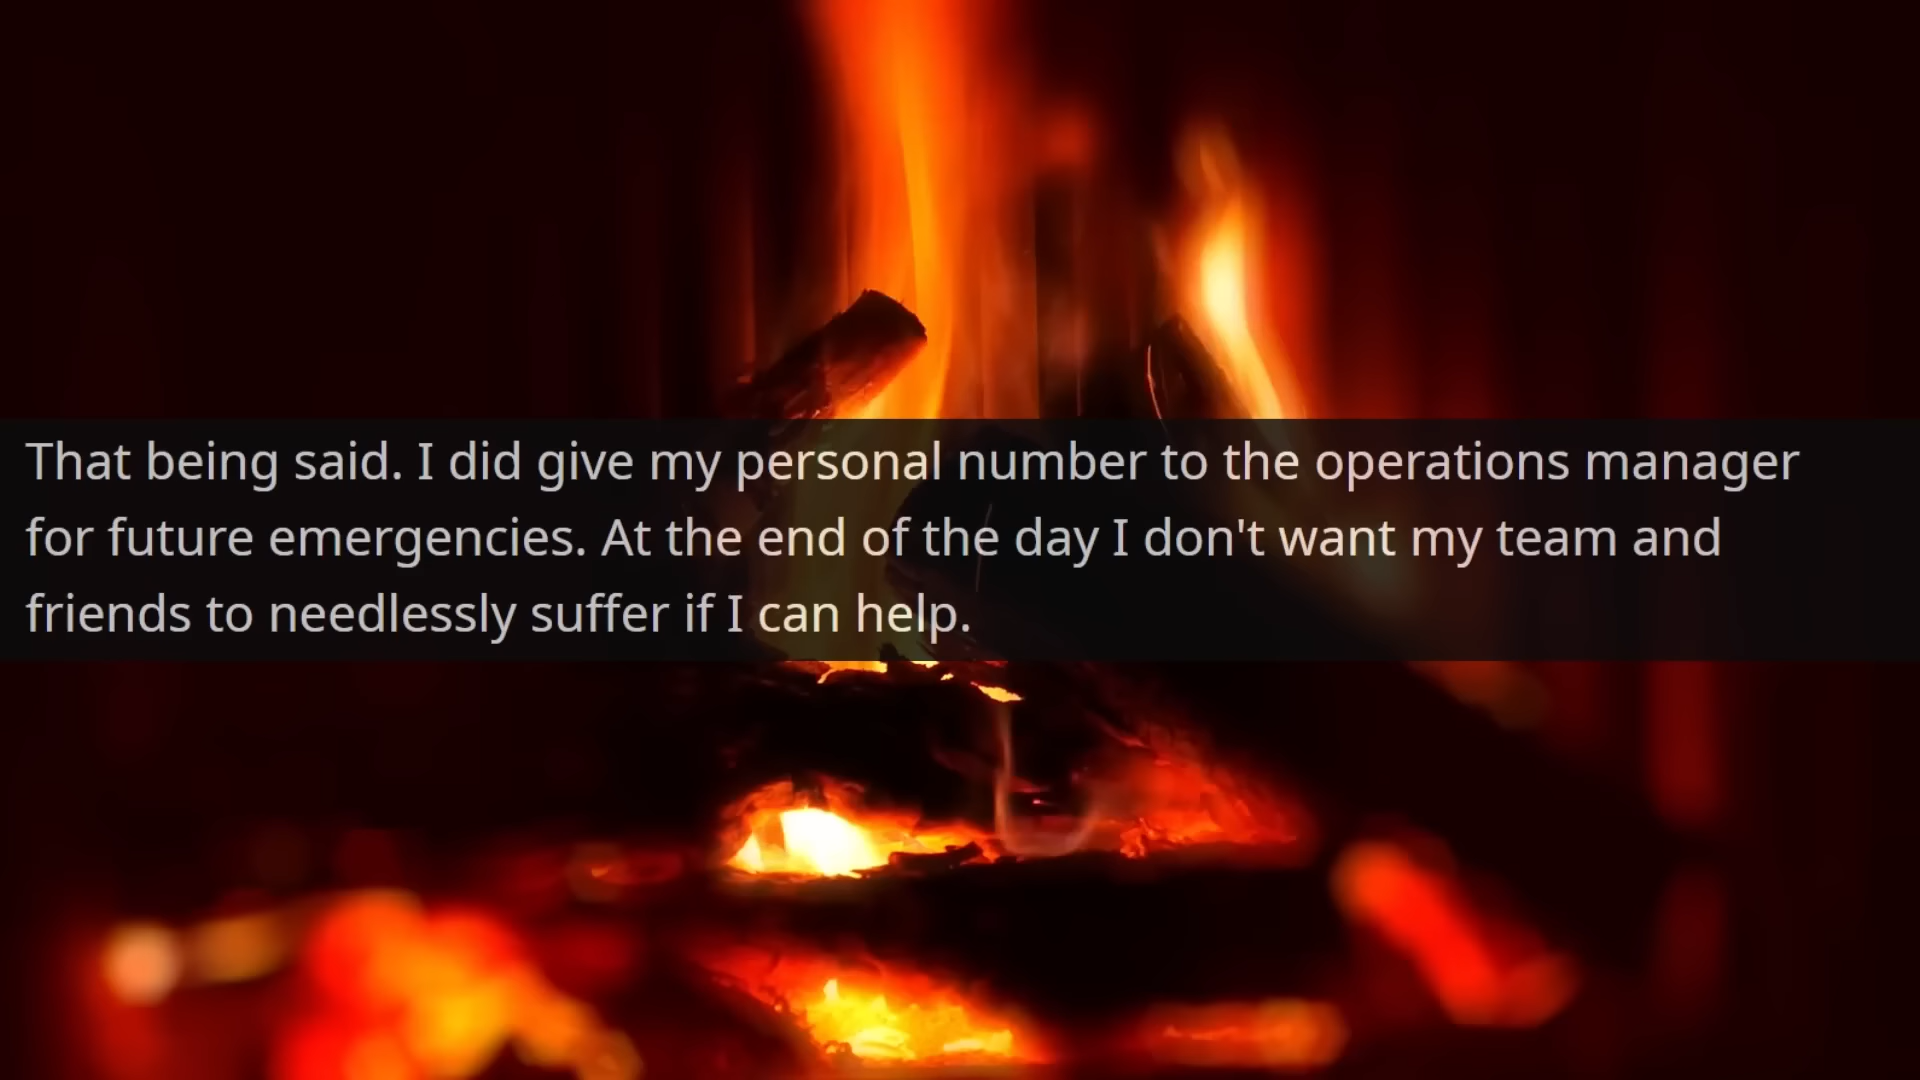 That being said. I did give my personal number to the operations manager
for future emergencies. At the end of the day I don't want my team and
friends to needlessly suffer if I can help.